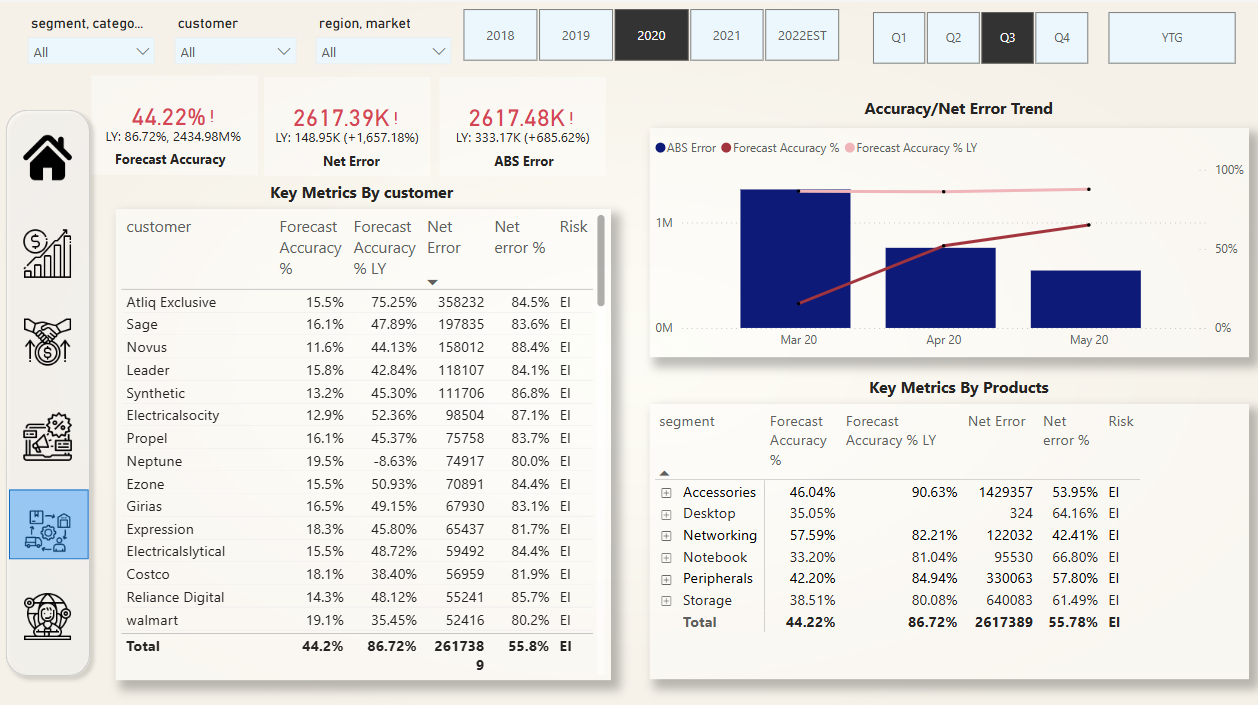 segment, catego...
customer
region, market
All
All
All
2018
2019
2020
2021
2022EST
Q1
Q2
Q3
Q4
YTG
44.22%!
LY: 86.72%, 2434.98M%
Forecast Accuracy
2617.39K!
LY: 148.95K (+1,657.18%)
Net Error
2617.48K!
LY: 333.17K (+685.62%)
ABS Error
Key Metrics By customer
customer Forecast Accuracy % Forecast Accuracy % LY Net Error Net error % Risk
Atliq Exclusive 15.5% 75.25% 358232 84.5% EI
Sage 16.1% 47.89% 197835 83.6% EI
Novus 11.6% 44.13% 158012 88.4% EI
Leader 15.8% 42.84% 118107 84.1% EI
Synthetic 13.2% 45.30% 111706 86.8% EI
Electricalsocity 12.9% 52.36% 98504 87.1% EI
Propel 16.1% 45.37% 75758 83.7% EI
Neptune 19.5% -8.63% 74917 80.0% EI
Ezone 15.5% 50.93% 70891 84.4% EI
Girias 16.5% 49.15% 67930 83.1% EI
Expression 18.3% 45.80% 65437 81.7% EI
Electricalslytical 15.5% 48.72% 59492 84.4% EI
Costco 18.1% 38.40% 56959 81.9% EI
Reliance Digital 14.3% 48.12% 55241 85.7% EI
walmart 19.1% 35.45% 52416 80.2% EI
Total 44.2% 86.72% 2617389 55.8% EI
Accuracy/Net Error Trend
ABS Error Forecast Accuracy % Forecast Accuracy % LY
100%
1M
50%
0M
0%
Mar 20
Apr 20
May 20
Key Metrics By Products
segment Forecast Accuracy % Forecast Accuracy % LY Net Error Net error % Risk
Accessories 46.04% 90.63% 1429357 53.95% EI
Desktop 35.05% 324 64.16% EI
Networking 57.59% 82.21% 122032 42.41% EI
Notebook 33.20% 81.04% 95530 66.80% EI
Peripherals 42.20% 84.94% 330063 57.80% EI
Storage 38.51% 80.08% 640083 61.49% EI
Total 44.22% 86.72% 2617389 55.78% EI